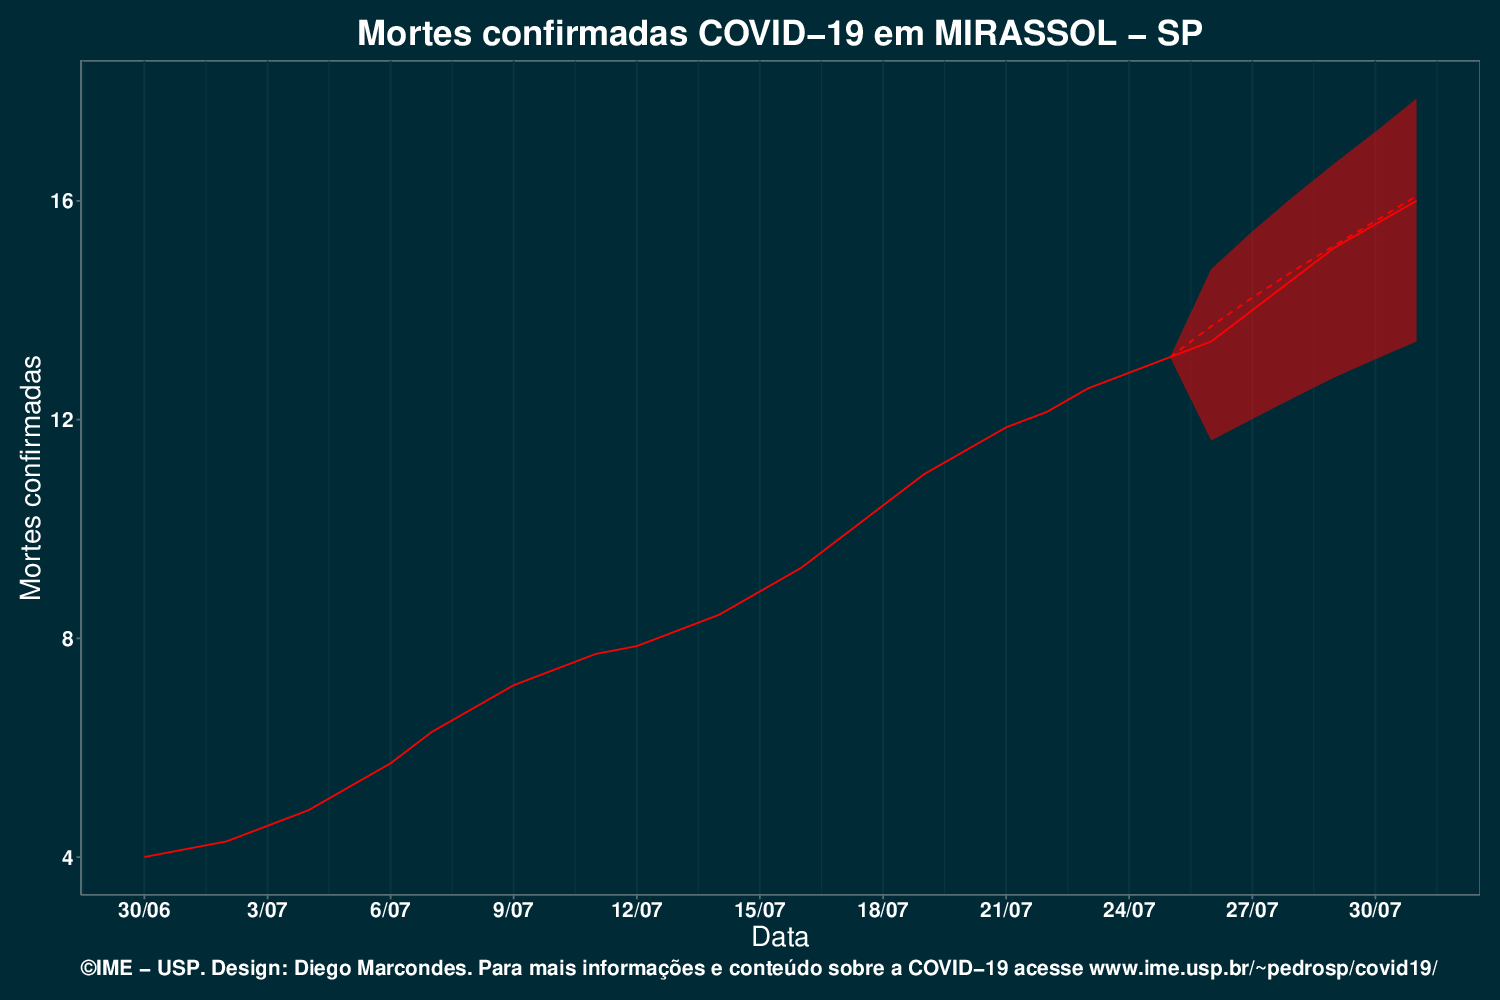 Mortes confirmadas COVID−19 em MIRASSOL − SP
Mortes confirmadas
16
12
8
4
30/06 3/07 6/07 9/07 12/07 15/07 18/07 21/07 24/07 27/07 30/07
Data
©IME − USP. Design: Diego Marcondes. Para mais informações e conteúdo sobre a COVID−19 acesse www.ime.usp.br/~pedrosp/covid19/